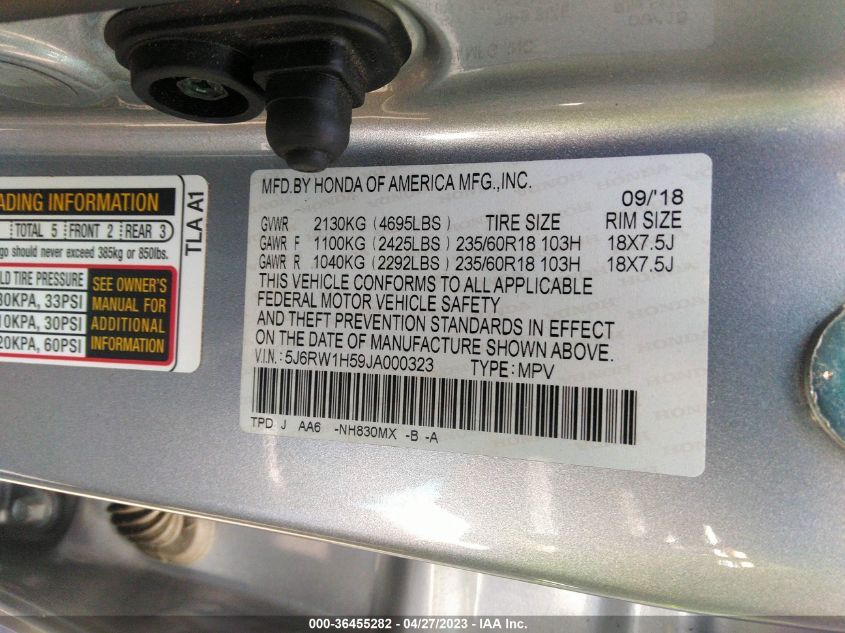 MFD.BY HONDA OF AMERICA MFG.,INC.
09/'18
GVWR 2130KG (4695LBS) TIRE SIZE RIM SIZE
GAWR F 1100KG (2425LBS) 235/60R18 103H 18X7.5J
GAWR R 1040KG (2292LBS) 235/60R18 103H 18X7.5J
THIS VEHICLE CONFORMS TO ALL APPLICABLE
FEDERAL MOTOR VEHICLE SAFETY
AND THEFT PREVENTION STANDARDS IN EFFECT
ON THE DATE OF MANUFACTURE SHOWN ABOVE.
V.I.N.: 5J6RW1H59JA000323 TYPE: MPV
TPD J AA6 -NH830MX -B -A
ADING INFORMATION
TOTAL 5 FRONT 2 REAR 3
go should never exceed 385kg or 850lbs.
LD TIRE PRESSURE
30KPA, 33PSI
10KPA, 30PSI
20KPA, 60PSI
SEE OWNER'S
MANUAL FOR
ADDITIONAL
INFORMATION
TLA A1
000-36455282 - 04/27/2023 - IAA Inc.